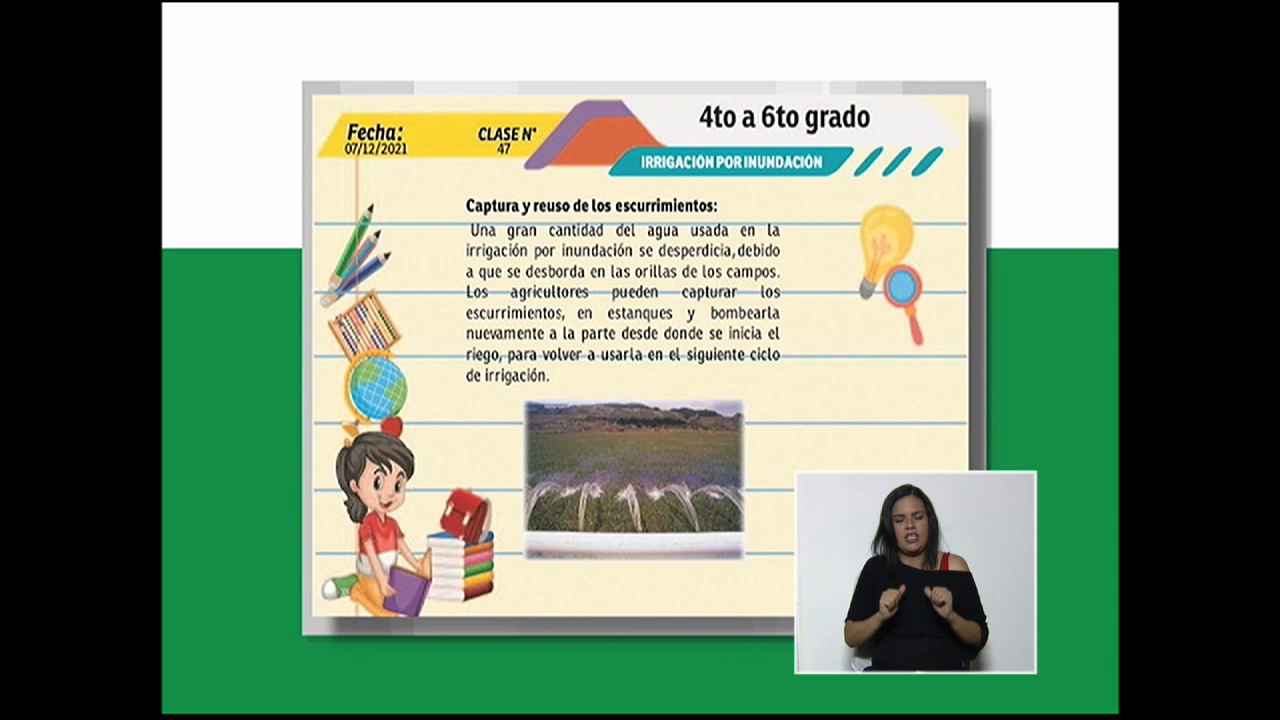 Fecha:
07/12/2021
CLASE N°
47
4to a 6to grado
IRRIGACIÓN POR INUNDACIÓN
Captura y reuso de los escurrimientos:
Una gran cantidad del agua usada en la
irrigación por inundación se desperdicia, debido
a que se desborda en las orillas de los campos.
Los agricultores pueden capturar los
escurrimientos, en estanques y bombearla
nuevamente a la parte desde donde se inicia el
riego, para volver a usarla en el siguiente ciclo
de irrigación.